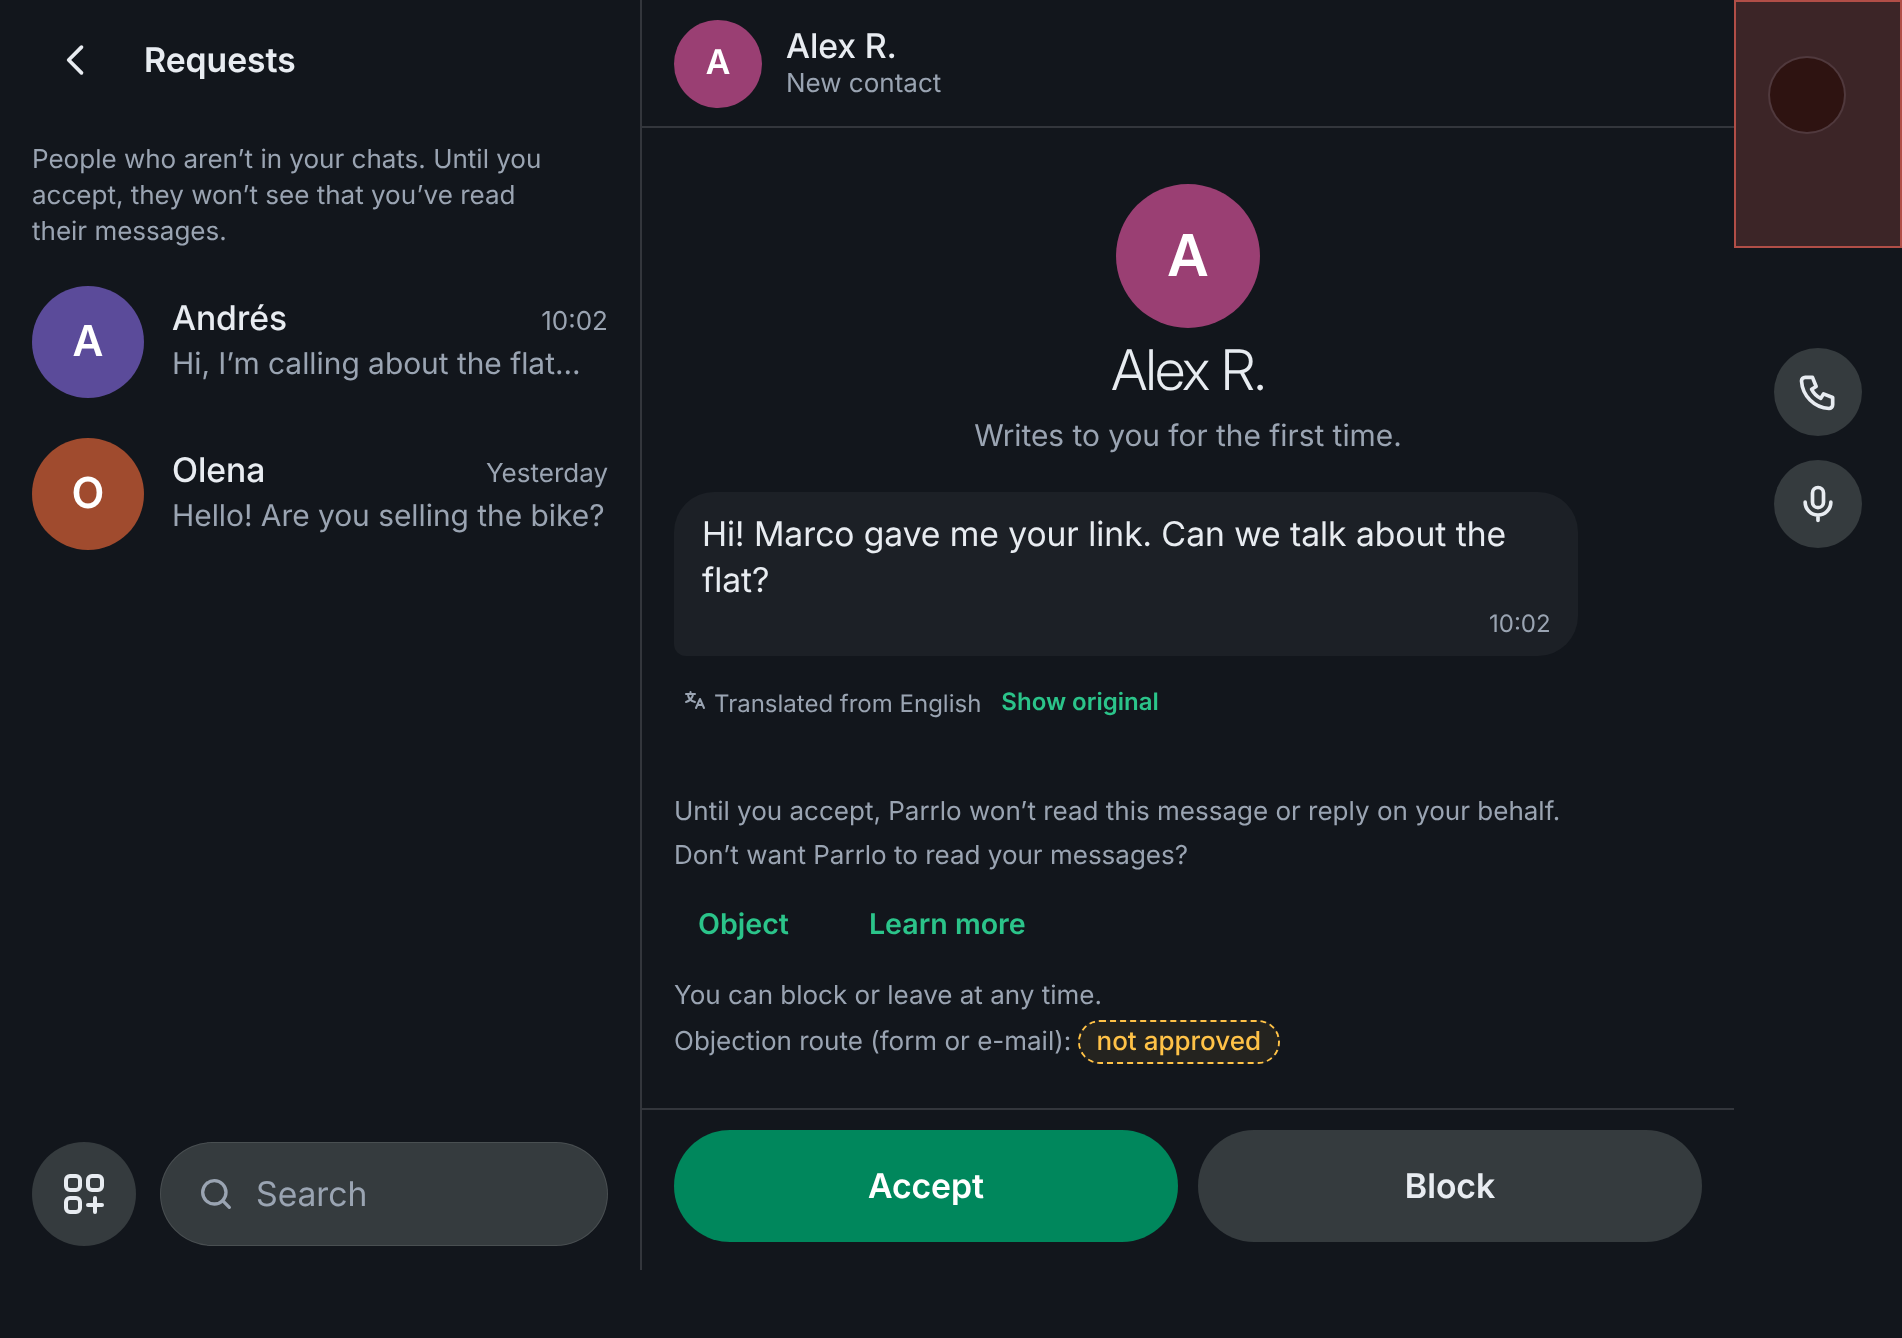 Requests
People who aren’t in your chats. Until you
accept, they won’t see that you’ve read
their messages.
A
Andrés
10:02
Hi, I’m calling about the flat…
O
Olena
Yesterday
Hello! Are you selling the bike?
Search
A
Alex R.
New contact
A
Alex R.
Writes to you for the first time.
Hi! Marco gave me your link. Can we talk about the
flat?
10:02
Translated from English Show original
Until you accept, Parrlo won’t read this message or reply on your behalf.
Don’t want Parrlo to read your messages?
Object Learn more
You can block or leave at any time.
Objection route (form or e-mail): not approved
Accept
Block